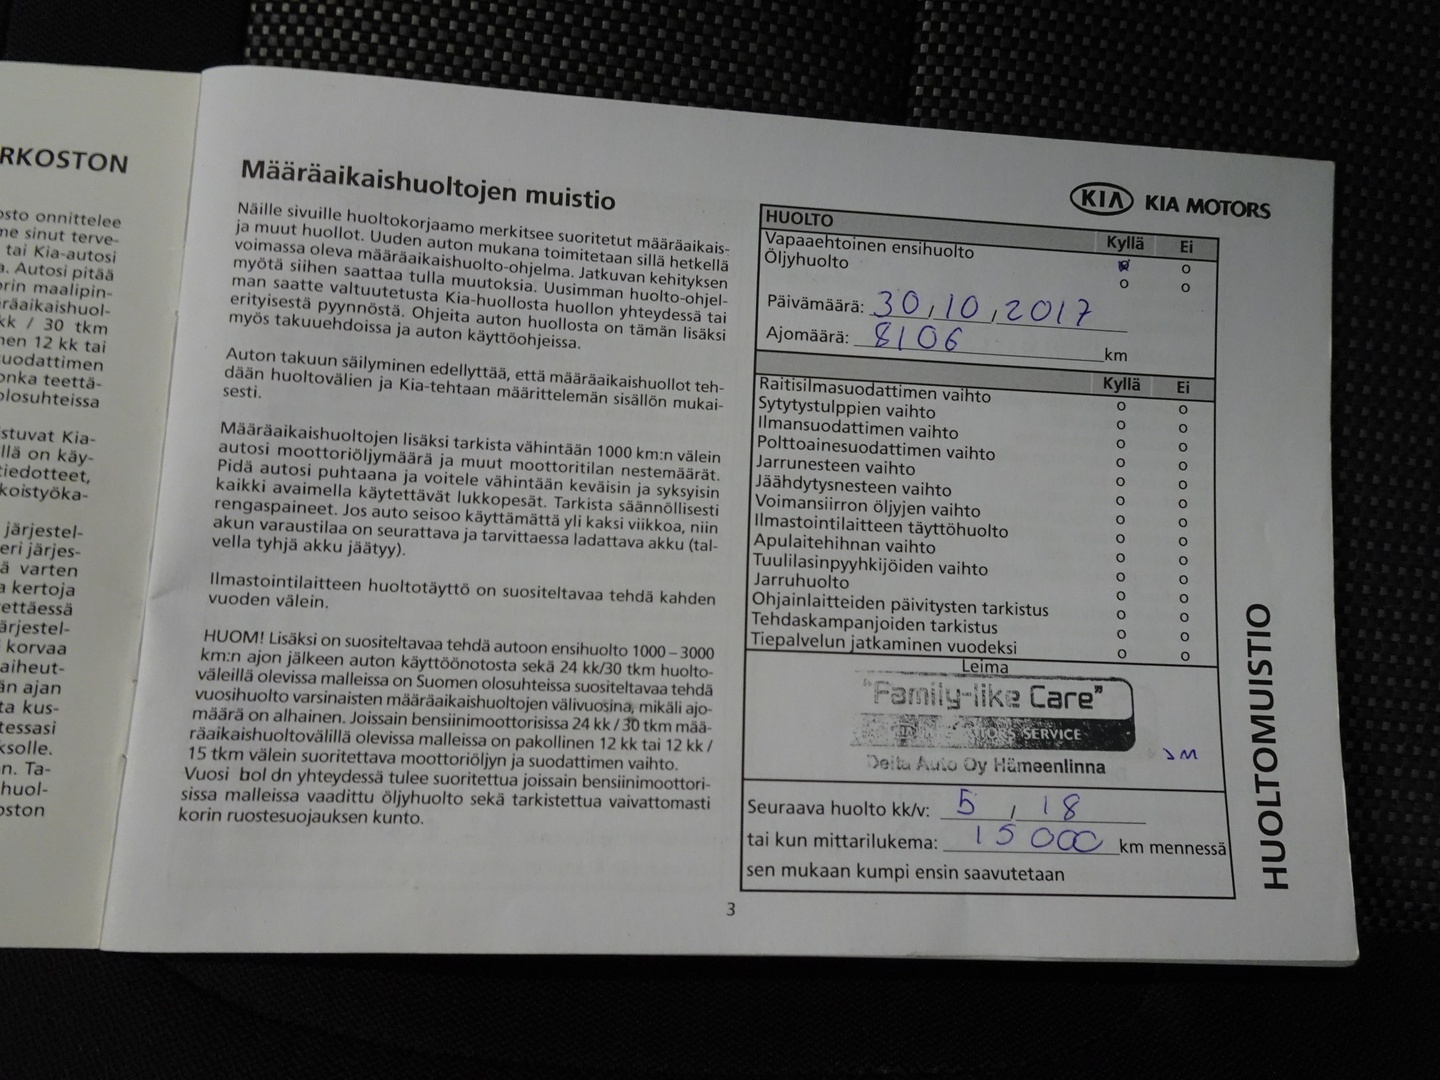 RKOSTON
osto onnittelee
me sinut terve-
tai Kia-autosi
a. Autosi pitää
orin maalipin-
räaikaishuol-
kk / 30 tkm
nen 12 kk tai
uodattimen
onka teettä-
olosuhteissa
stuvat Kia-
llä on käy-
tiedotteet,
koistyöka-
järjestel-
eri järjes-
ä varten
a kertoja
ettäessä
ärjestel-
korvaa
aiheut-
än ajan
ta kus-
tessasi
ksolle.
n. Ta-
huol-
oston
Määräaikaishuoltojen muistio
Näille sivuille huoltokorjaamo merkitsee suoritetut määräaikais-
ja muut huollot. Uuden auton mukana toimitetaan sillä hetkellä
voimassa oleva määräaikaishuolto-ohjelma. Jatkuvan kehityksen
myötä siihen saattaa tulla muutoksia. Uusimman huolto-ohjel-
man saatte valtuutetusta Kia-huollosta huollon yhteydessä tai
erityisestä pyynnöstä. Ohjeita auton huollosta on tämän lisäksi
myös takuuehdoissa ja auton käyttöohjeissa.
Auton takuun säilyminen edellyttää, että määräaikaishuollot teh-
dään huoltovälien ja Kia-tehtaan määrittelemän sisällön mukai-
sesti.
Määräaikaishuoltojen lisäksi tarkista vähintään 1000 km:n välein
autosi moottoriöljymäärä ja muut moottoritilan nestemäärät.
Pidä autosi puhtaana ja voitele vähintään keväisin ja syksyisin
kaikki avaimella käytettävät lukkopesät. Tarkista säännöllisesti
rengaspaineet. Jos auto seisoo käyttämättä yli kaksi viikkoa, niin
akun varaustila on seurattava ja tarvittaessa ladattava akku (tal-
vella tyhjä akku jäätyy).
Ilmastointilaitteen huoltotäyttö on suositeltavaa tehdä kahden
vuoden välein.
HUOM! Lisäksi on suositeltavaa tehdä autoon ensihuolto 1000 – 3000
km:n ajon jälkeen auton käyttöönotosta sekä 24 kk/30 tkm huolto-
väleillä olevissa malleissa on Suomen olosuhteissa suositeltavaa tehdä
vuosihuolto varsinaisten määräaikaishuoltojen välivuosina, mikäli ajo-
määrä on alhainen. Joissain bensiinimoottorisissa 24 kk / 30 tkm mää-
räaikaishuoltovälillä olevissa malleissa on pakollinen 12 kk tai 12 kk /
15 tkm välein suoritettava moottoriöljyn ja suodattimen vaihto.
Vuosi bol dn yhteydessä tulee suoritettua joissain bensiinimoottori-
sissa malleissa vaadittu öljyhuolto sekä tarkistettua vaivattomasti
korin ruostesuojauksen kunto.
3
KIA KIA MOTORS
HUOLTO Kyllä Ei
Vapaaehtoinen ensihuolto o
Öljyhuolto o o
Päivämäärä: 30, 10, 2017
Ajomäärä: 8106 km
Kyllä Ei
Raitisilmasuodattimen vaihto o o
Sytytystulppien vaihto o o
Ilmansuodattimen vaihto o o
Polttoainesuodattimen vaihto o o
Jarrunesteen vaihto o o
Jäähdytysnesteen vaihto o o
Voimansiirron öljyjen vaihto o o
Ilmastointilaitteen täyttöhuolto o o
Apulaitehihnan vaihto o o
Tuulilasinpyyhkijöiden vaihto o o
Jarruhuolto o o
Ohjainlaitteiden päivitysten tarkistus o o
Tehdaskampanjoiden tarkistus o o
Tiepalvelun jatkaminen vuodeksi o o
Leima
"Family-like Care"
SERVICE
Delta Auto Oy Hämeenlinna
JM
Seuraava huolto kk/v: 5 / 18
tai kun mittarilukema: 15 000 km mennessä
sen mukaan kumpi ensin saavutetaan
HUOLTOMUISTIO